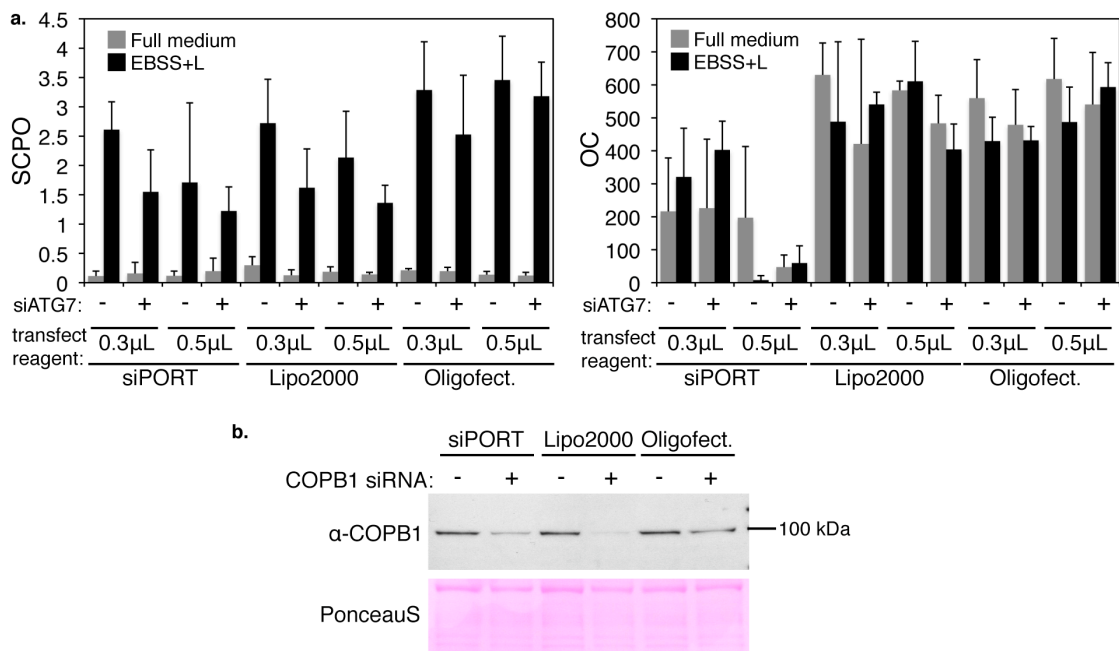 a.
SCPO
4.5
4
3.5
3
2.5
2
1.5
1
0.5
0
Full medium
EBSS+L
siATG7: - + - + - + - + - + - +
transfect reagent: 0.3µL 0.5µL 0.3µL 0.5µL 0.3µL 0.5µL
siPORT Lipo2000 Oligofect.
OC
800
700
600
500
400
300
200
100
0
Full medium
EBSS+L
siATG7: - + - + - + - + - + - +
transfect reagent: 0.3µL 0.5µL 0.3µL 0.5µL 0.3µL 0.5µL
siPORT Lipo2000 Oligofect.
b.
siPORT Lipo2000 Oligofect.
COPB1 siRNA: - + - + - +
α-COPB1
100 kDa
PonceauS